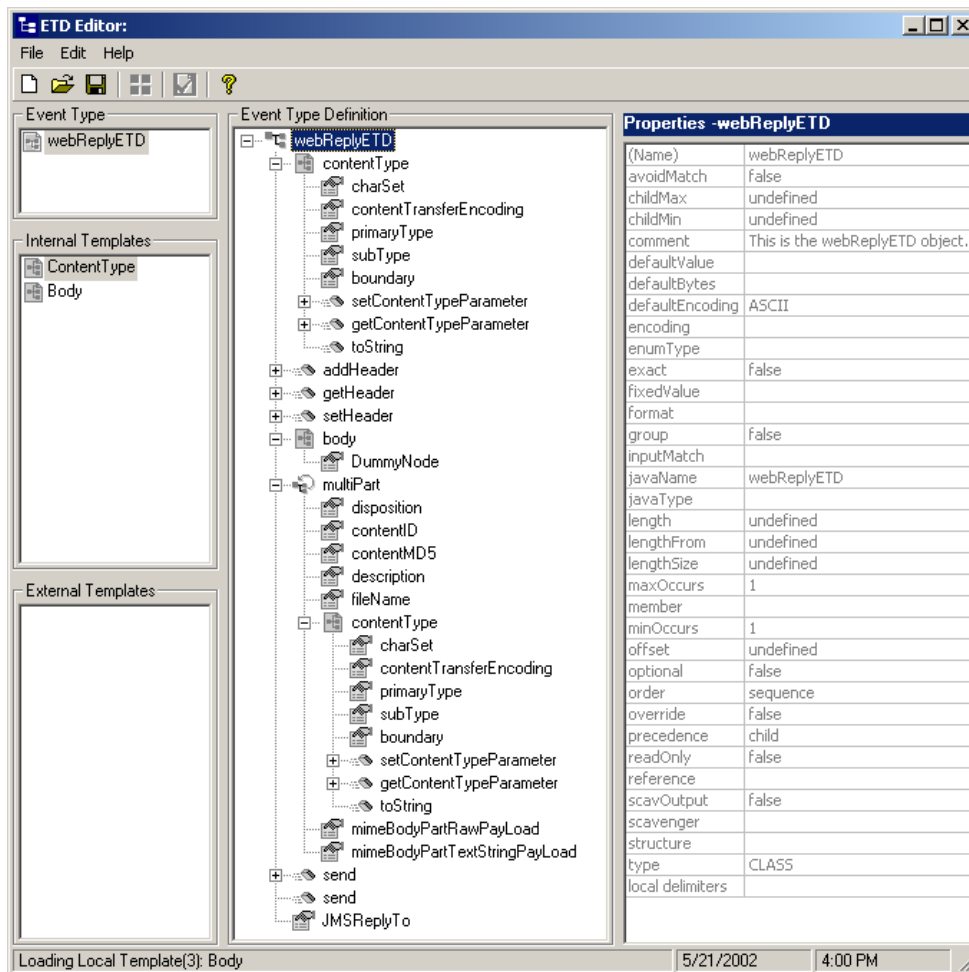 ETD Editor:
File Edit Help
Event Type
webReplyETD
Internal Templates
ContentType
Body
External Templates
Event Type Definition
webReplyETD
contentType
charSet
contentTransferEncoding
primaryType
subType
boundary
setContentTypeParameter
getContentTypeParameter
toString
addHeader
getHeader
setHeader
body
DummyNode
multiPart
disposition
contentID
contentMD5
description
fileName
contentType
charSet
contentTransferEncoding
primaryType
subType
boundary
setContentTypeParameter
getContentTypeParameter
toString
mimeBodyPartRawPayLoad
mimeBodyPartTextStringPayLoad
send
send
JMSReplyTo
Properties -webReplyETD
(Name) webReplyETD
avoidMatch false
childMax undefined
childMin undefined
comment This is the webReplyETD object.
defaultValue
defaultBytes
defaultEncoding ASCII
encoding
enumType
exact false
fixedValue
format
group false
inputMatch
javaName webReplyETD
javaType
length undefined
lengthFrom undefined
lengthSize undefined
maxOccurs 1
member
minOccurs 1
offset undefined
optional false
order sequence
override false
precedence child
readOnly false
reference
scavOutput false
scavenger
structure
type CLASS
local delimiters
Loading Local Template(3): Body 5/21/2002 4:00 PM